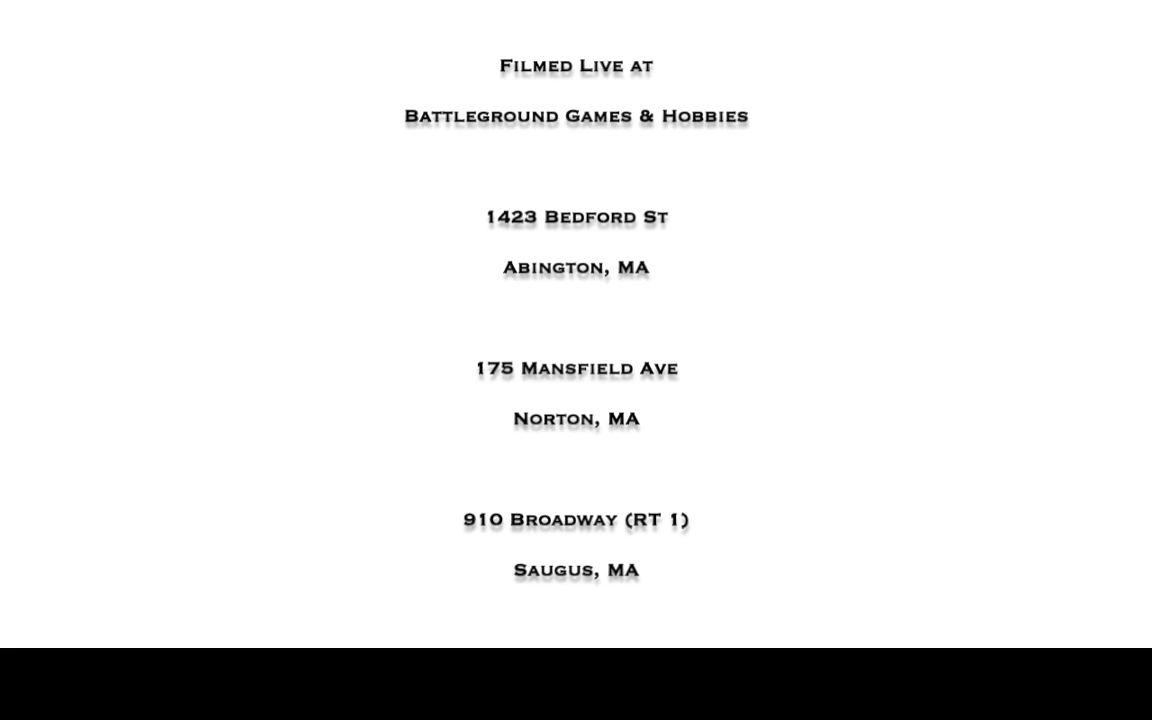 Filmed Live at
Battleground Games & Hobbies
1423 Bedford St
Abington, MA
175 Mansfield Ave
Norton, MA
910 Broadway (RT 1)
Saugus, MA